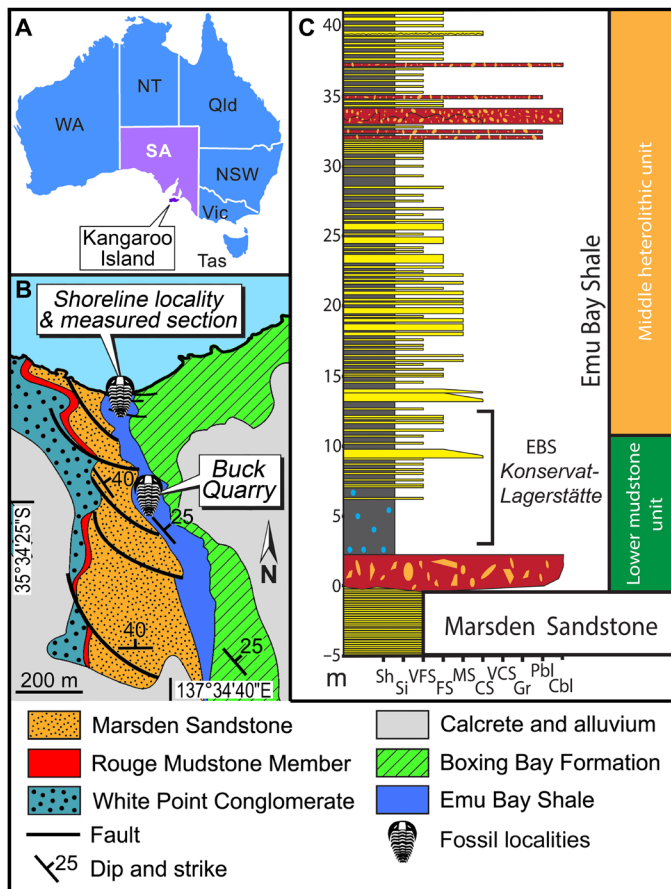 A
WA
NT
Qld
SA
NSW
Vic
Tas
Kangaroo
Island
B
Shoreline locality
& measured section
Buck
Quarry
40
25
40
25
N
35°34'25"S
200 m
137°34'40"E
C
40
35
30
25
20
15
10
5
0
−5
m
Sh
Si
VFS
FS
MS
CS
VCS
Gr
Pbl
Cbl
EBS
Konservat-
Lagerstätte
Marsden Sandstone
Emu Bay Shale
Middle heterolithic unit
Lower mudstone
unit
Marsden Sandstone
Rouge Mudstone Member
White Point Conglomerate
Fault
25 Dip and strike
Calcrete and alluvium
Boxing Bay Formation
Emu Bay Shale
Fossil localities